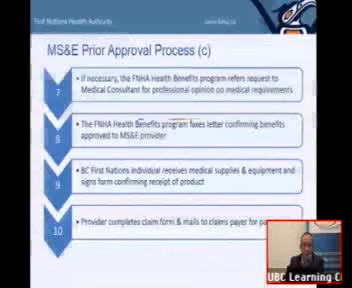 First Nations Health Authority
MS&E Prior Approval Process (c)
7
If necessary, the FNHA Health Benefits program refers request to
Medical Consultant for professional opinion on medical requirements
8
The FNHA Health Benefits program faxes letter confirming benefits
approved to MS&E provider
9
BC First Nations individual receives medical supplies & equipment and
signs form confirming receipt of product
10
Provider completes claim form & mails to claims payer for
UBC Learning